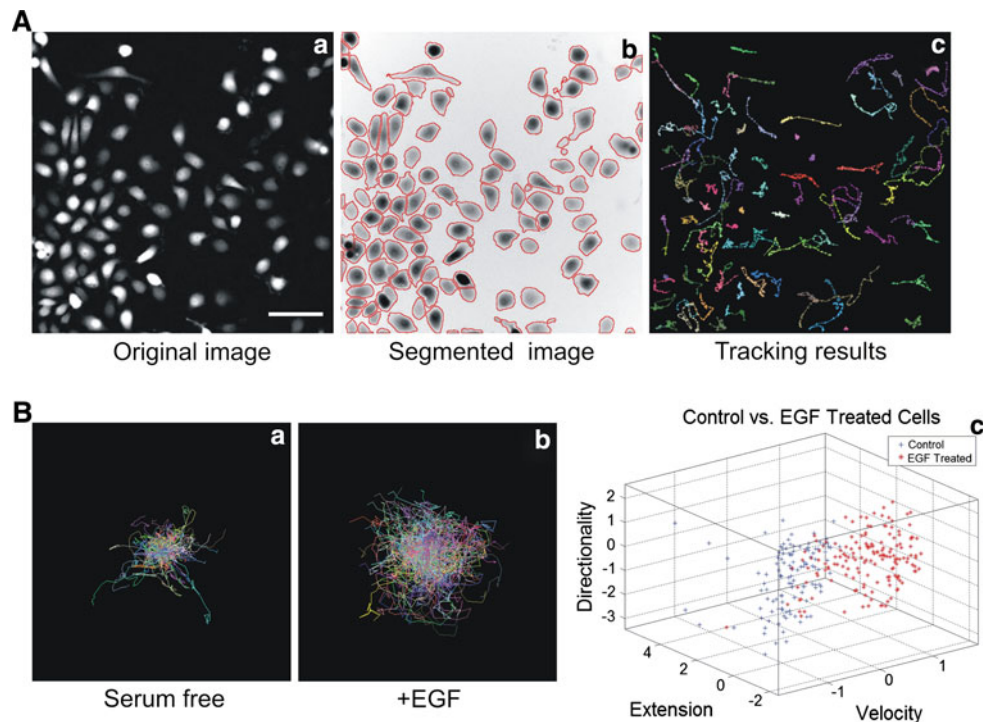 A
a
b
c
Original image
Segmented image
Tracking results
B
a
b
c
Serum free
+EGF
Control vs. EGF Treated Cells
Control
EGF Treated
Directionality
2
1
0
-1
-2
-3
4
2
0
-2
Extension
-1
0
1
Velocity